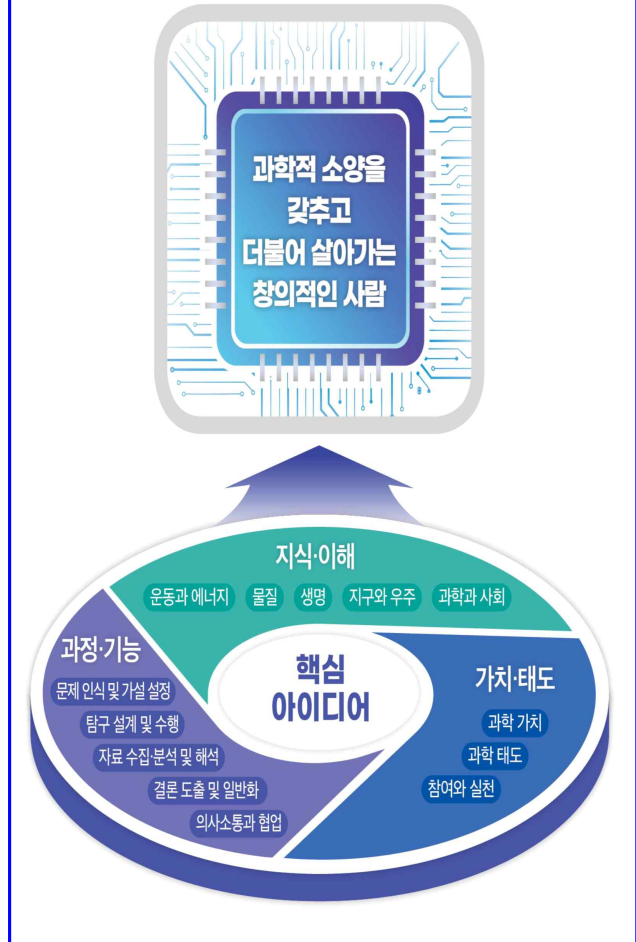 과학적 소양을
갖추고
더불어 살아가는
창의적인 사람
지식·이해
운동과 에너지 물질 생명 지구와 우주 과학과 사회
과정·기능
문제 인식 및 가설 설정
탐구 설계 및 수행
자료 수집·분석 및 해석
결론 도출 및 일반화
의사소통과 협업
핵심
아이디어
가치·태도
과학 가치
과학 태도
참여와 실천